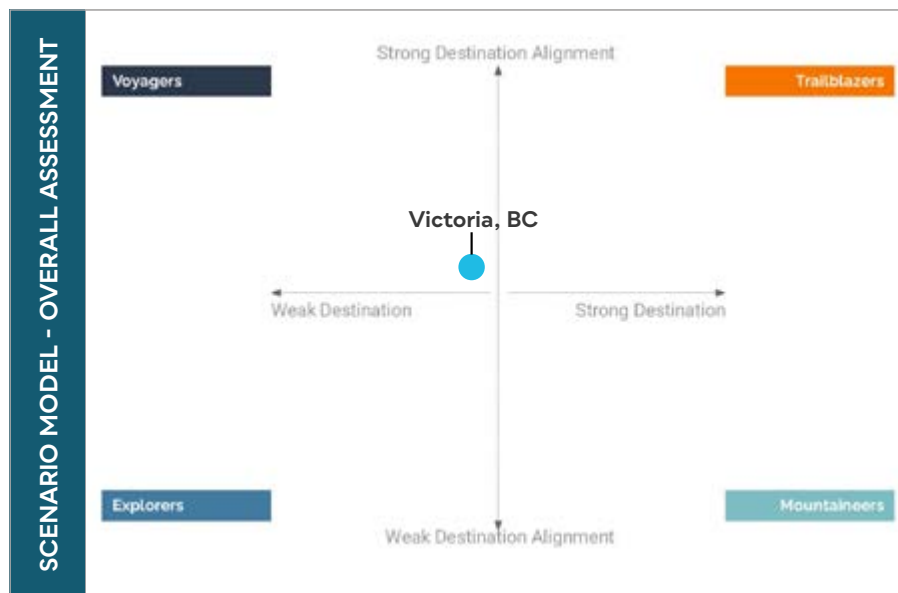 SCENARIO MODEL - OVERALL ASSESSMENT
Strong Destination Alignment
Voyagers
Trailblazers
Victoria, BC
Weak Destination
Strong Destination
Explorers
Mountaineers
Weak Destination Alignment